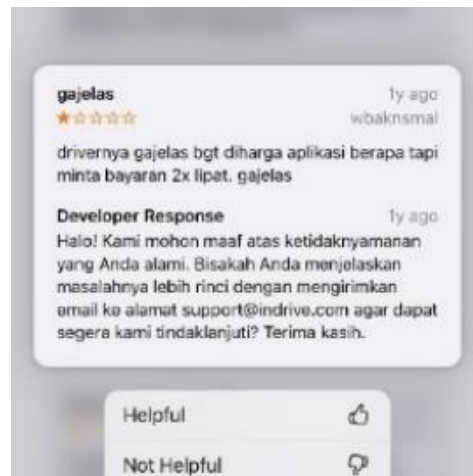 gajelas 1y ago
wbaknsmal
drivernya gajelas bgt diharga aplikasi berapa tapi
minta bayaran 2x lipat. gajelas
Developer Response 1y ago
Halo! Kami mohon maaf atas ketidaknyamanan
yang Anda alami. Bisakah Anda menjelaskan
masalahnya lebih rinci dengan mengirimkan
email ke alamat support@indrive.com agar dapat
segera kami tindaklanjuti? Terima kasih.
Helpful
Not Helpful